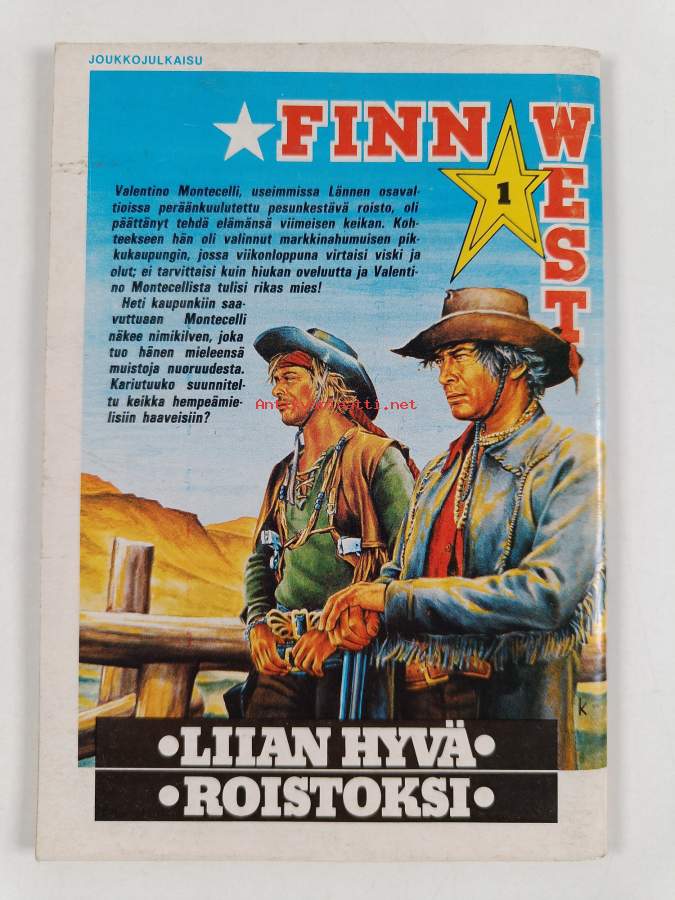 JOUKKOJULKAISU
FINN
WEST
1
Valentino Montecelli, useimmissa Lännen osaval-
tioissa peräänkuulutettu pesunkestävä roisto, oli
päättänyt tehdä elämänsä viimeisen keikan. Koh-
teekseen hän oli valinnut markkinahumuisen pik-
kukaupungin, jossa viikonloppuna virtaisi viski ja
olut; ei tarvittaisi kuin hiukan oveluutta ja Valenti-
no Montecellista tulisi rikas mies!
Heti kaupunkiin saa-
vuttuaan Montecelli
näkee nimikilven, joka
tuo hänen mieleensä
muistoja nuoruudesta.
Kariutuuko suunnitel-
tu keikka hempeämie-
lisiin haaveisiin?
K
•LIIAN HYVÄ•
•ROISTOKSI•